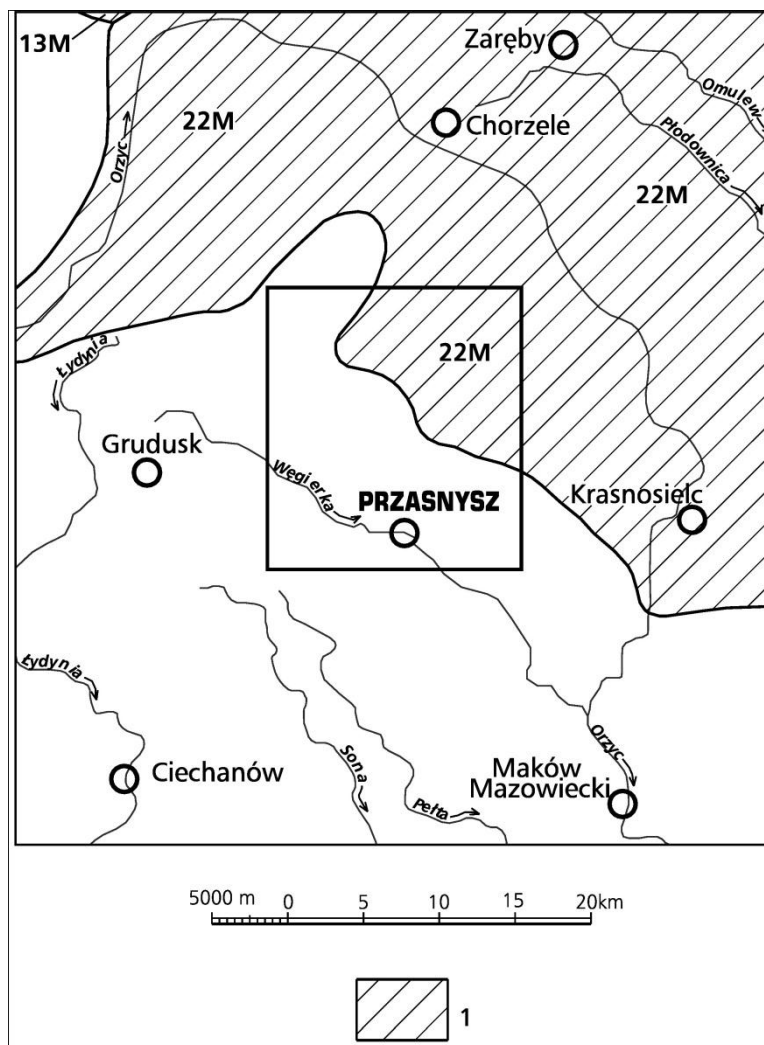 13M
Zaręby
Omulew
22M
Chorzele
Orzyc
Płodownica
22M
22M
Łydynia
Grudusk
Węgierka
PRZASNYSZ
Krasnosielc
Łydynia
Ciechanów
Sona
Pełta
Orzyc
Maków
Mazowiecki
5000 m 0 5 10 15 20km
1